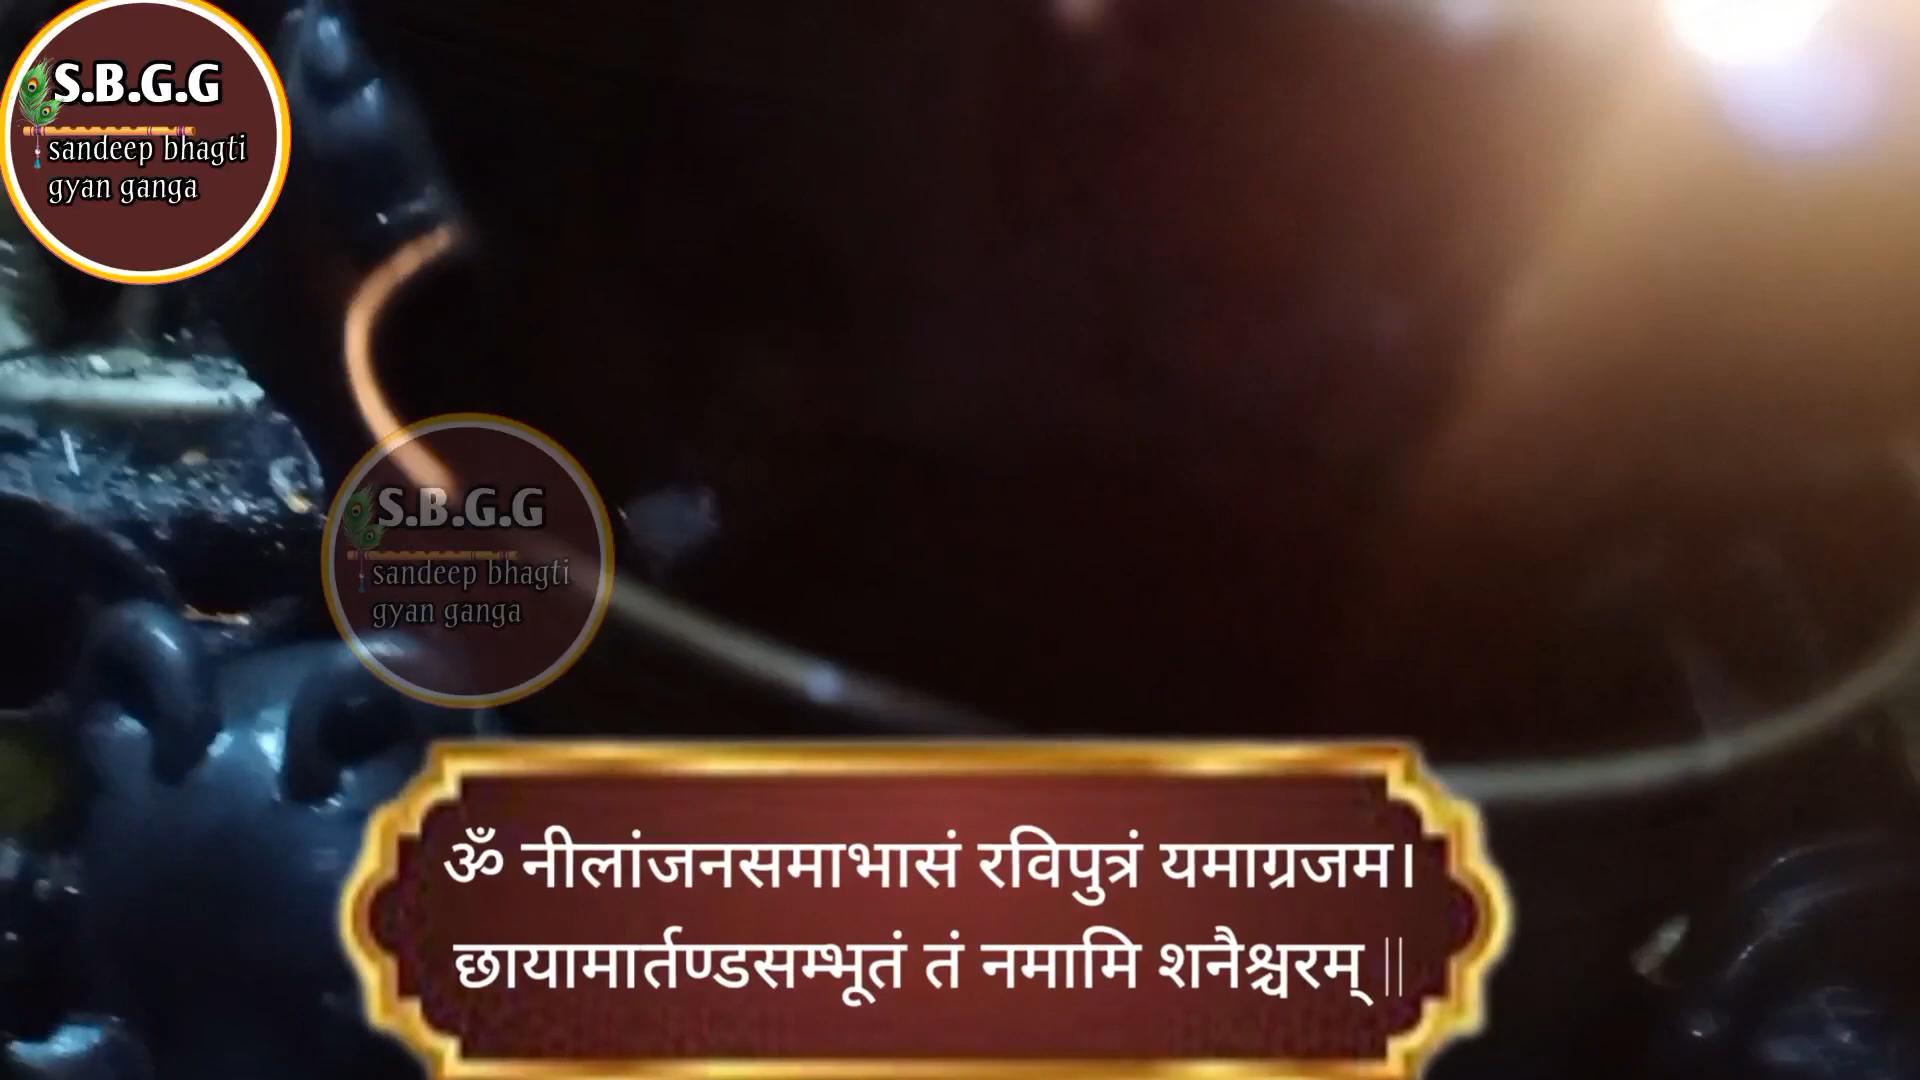 S.B.G.G
sandeep bhagti
gyan ganga
S.B.G.G
sandeep bhagti
gyan ganga
ॐ नीलांजनसमाभासं रविपुत्रं यमाग्रजम।
छायामार्तण्डसम्भूतं तं नमामि शनैश्चरम् ||